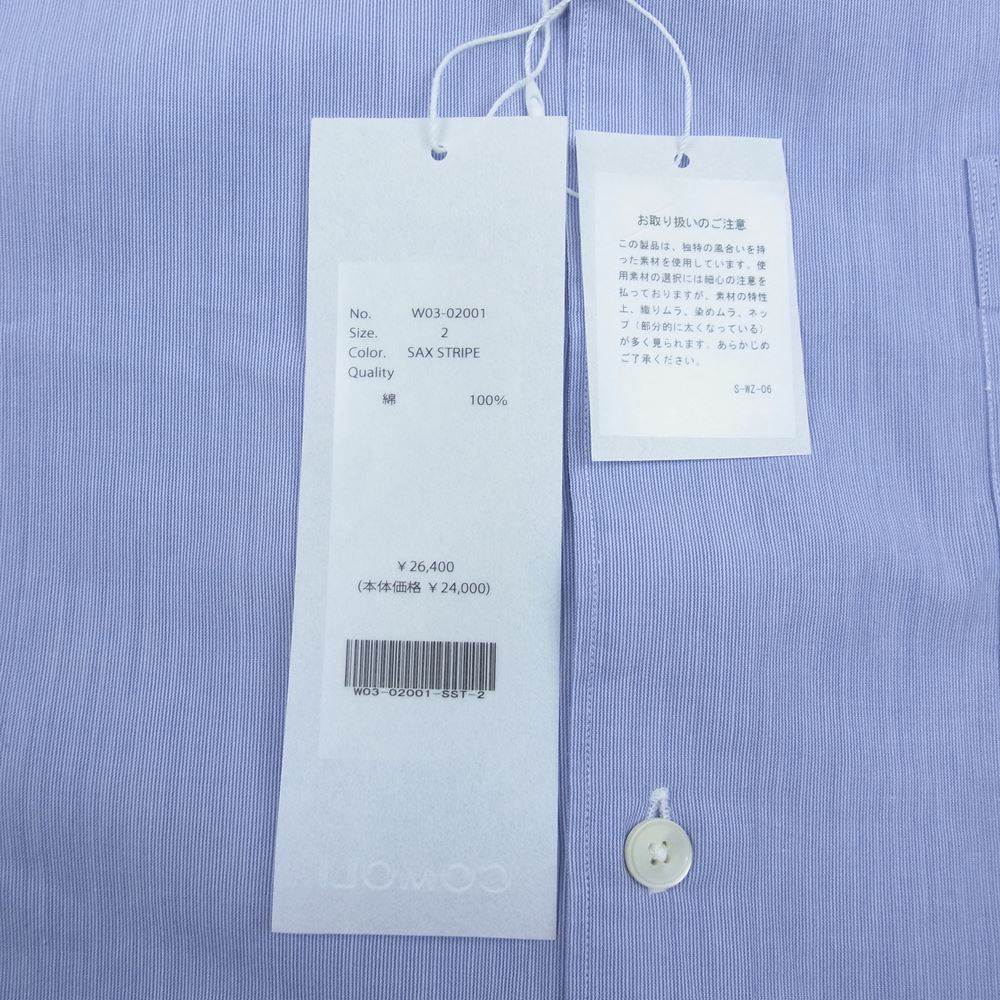 No. W03-02001
Size. 2
Color. SAX STRIPE
Quality
綿 100%
￥26,400
(本体価格 ￥24,000)
W03-02001-SST-2
COMOLI
お取り扱いのご注意
この製品は、独特の風合いを持
った素材を使用しています。使
用素材の選択には細心の注意を
払っておりますが、素材の特性
上、織りムラ、染めムラ、ネッ
プ（部分的に太くなっている）
が多く見られます。あらかじめ
ご了承ください。
S-WZ-06